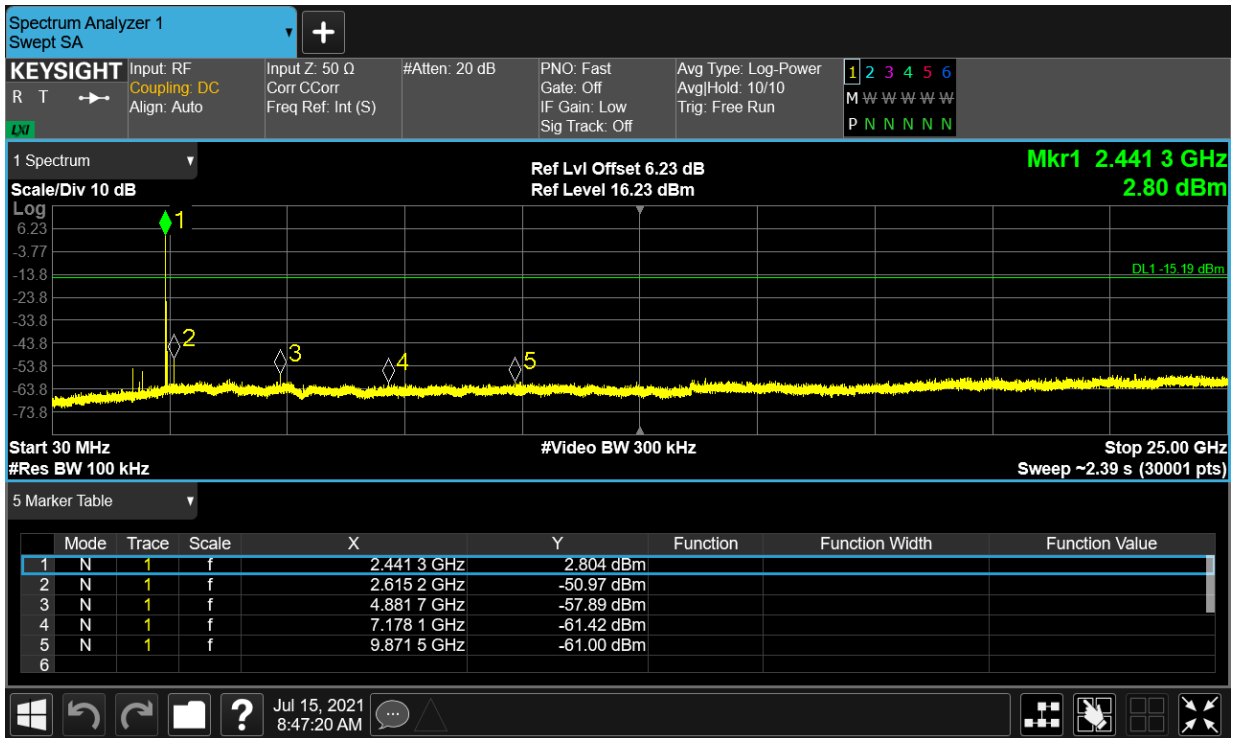 Spectrum Analyzer 1
Swept SA
KEYSIGHT
R T
LXI
Input: RF
Coupling: DC
Align: Auto
Input Z: 50 Ω
Corr CCorr
Freq Ref: Int (S)
#Atten: 20 dB
PNO: Fast
Gate: Off
IF Gain: Low
Sig Track: Off
Avg Type: Log-Power
Avg|Hold: 10/10
Trig: Free Run
1 2 3 4 5 6
M W W W W W
P N N N N N
1 Spectrum
Scale/Div 10 dB
Ref Lvl Offset 6.23 dB
Ref Level 16.23 dBm
Mkr1 2.441 3 GHz
2.80 dBm
Log
6.23
-3.77
-13.8
-23.8
-33.8
-43.8
-53.8
-63.8
-73.8
1
2
3
4
5
DL1 -15.19 dBm
Start 30 MHz
#Video BW 300 kHz
Stop 25.00 GHz
#Res BW 100 kHz
Sweep ~2.39 s (30001 pts)
5 Marker Table
Mode Trace Scale X Y Function Function Width Function Value
1 N 1 f 2.441 3 GHz 2.804 dBm
2 N 1 f 2.615 2 GHz -50.97 dBm
3 N 1 f 4.881 7 GHz -57.89 dBm
4 N 1 f 7.178 1 GHz -61.42 dBm
5 N 1 f 9.871 5 GHz -61.00 dBm
6
?
Jul 15, 2021
8:47:20 AM